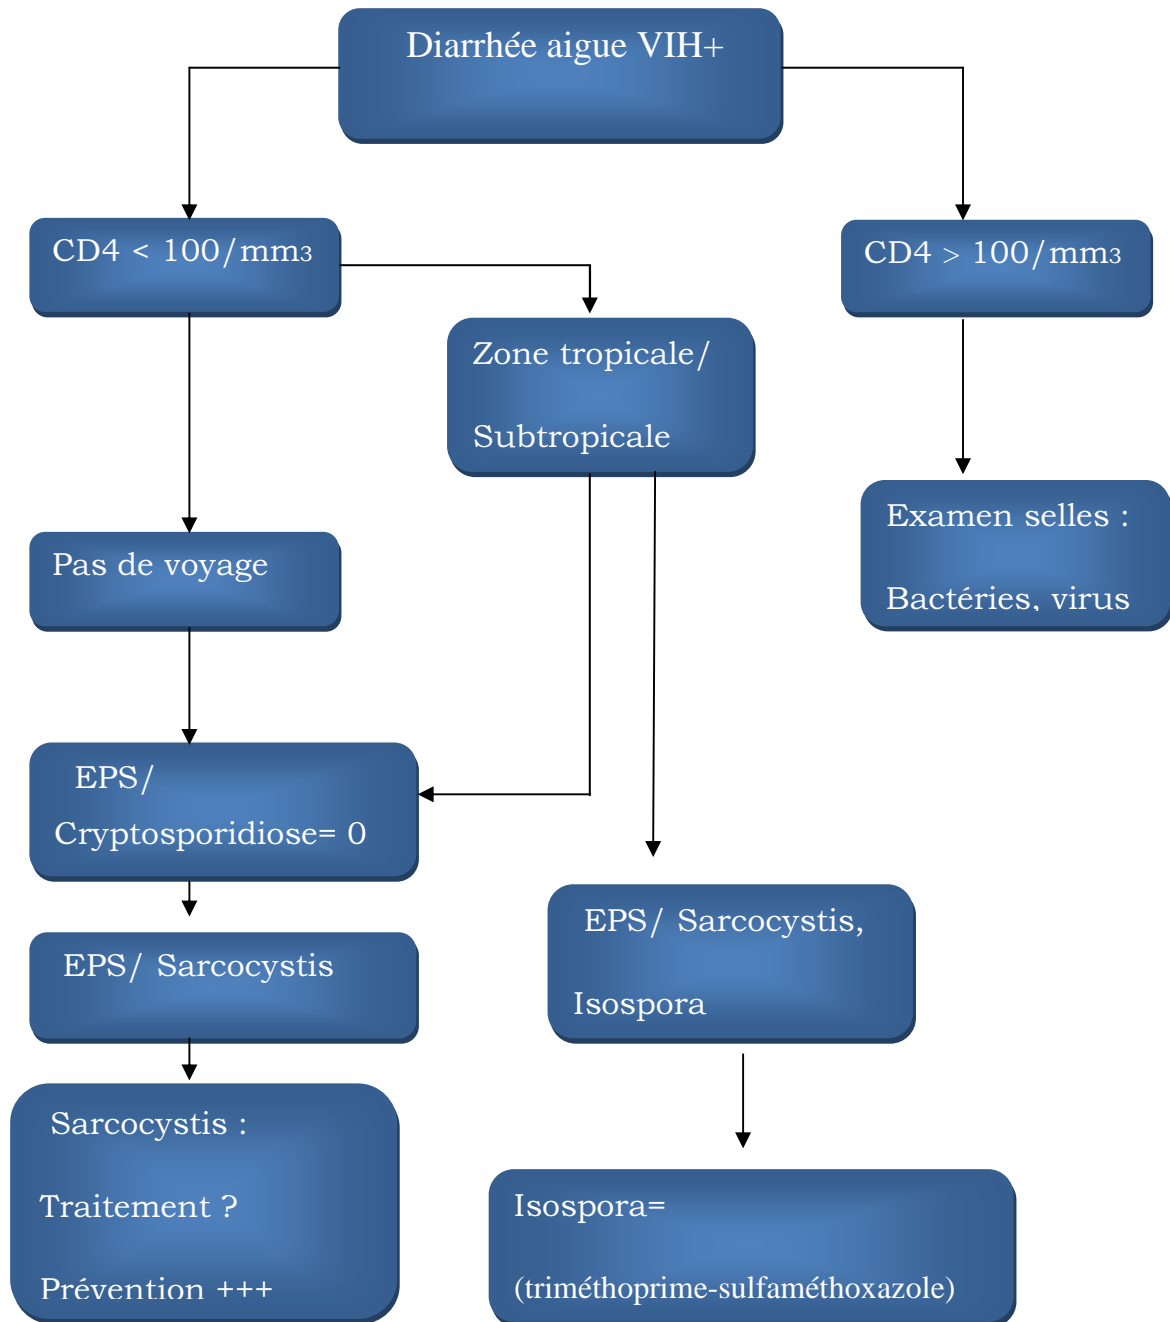 Diarrhée aigue VIH+
CD4 < 100/mm3
CD4 > 100/mm3
Zone tropicale/
Subtropicale
Examen selles :
Bactéries, virus
Pas de voyage
EPS/
Cryptosporidiose= 0
EPS/ Sarcocystis,
Isospora
EPS/ Sarcocystis
Sarcocystis :
Traitement ?
Prévention +++
Isospora=
(triméthoprime-sulfaméthoxazole)